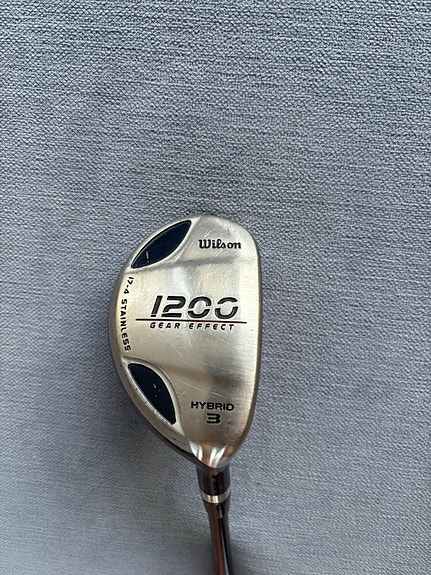 Wilson
1200
GEAR EFFECT
17-4 STAINLESS
HYBRID
3